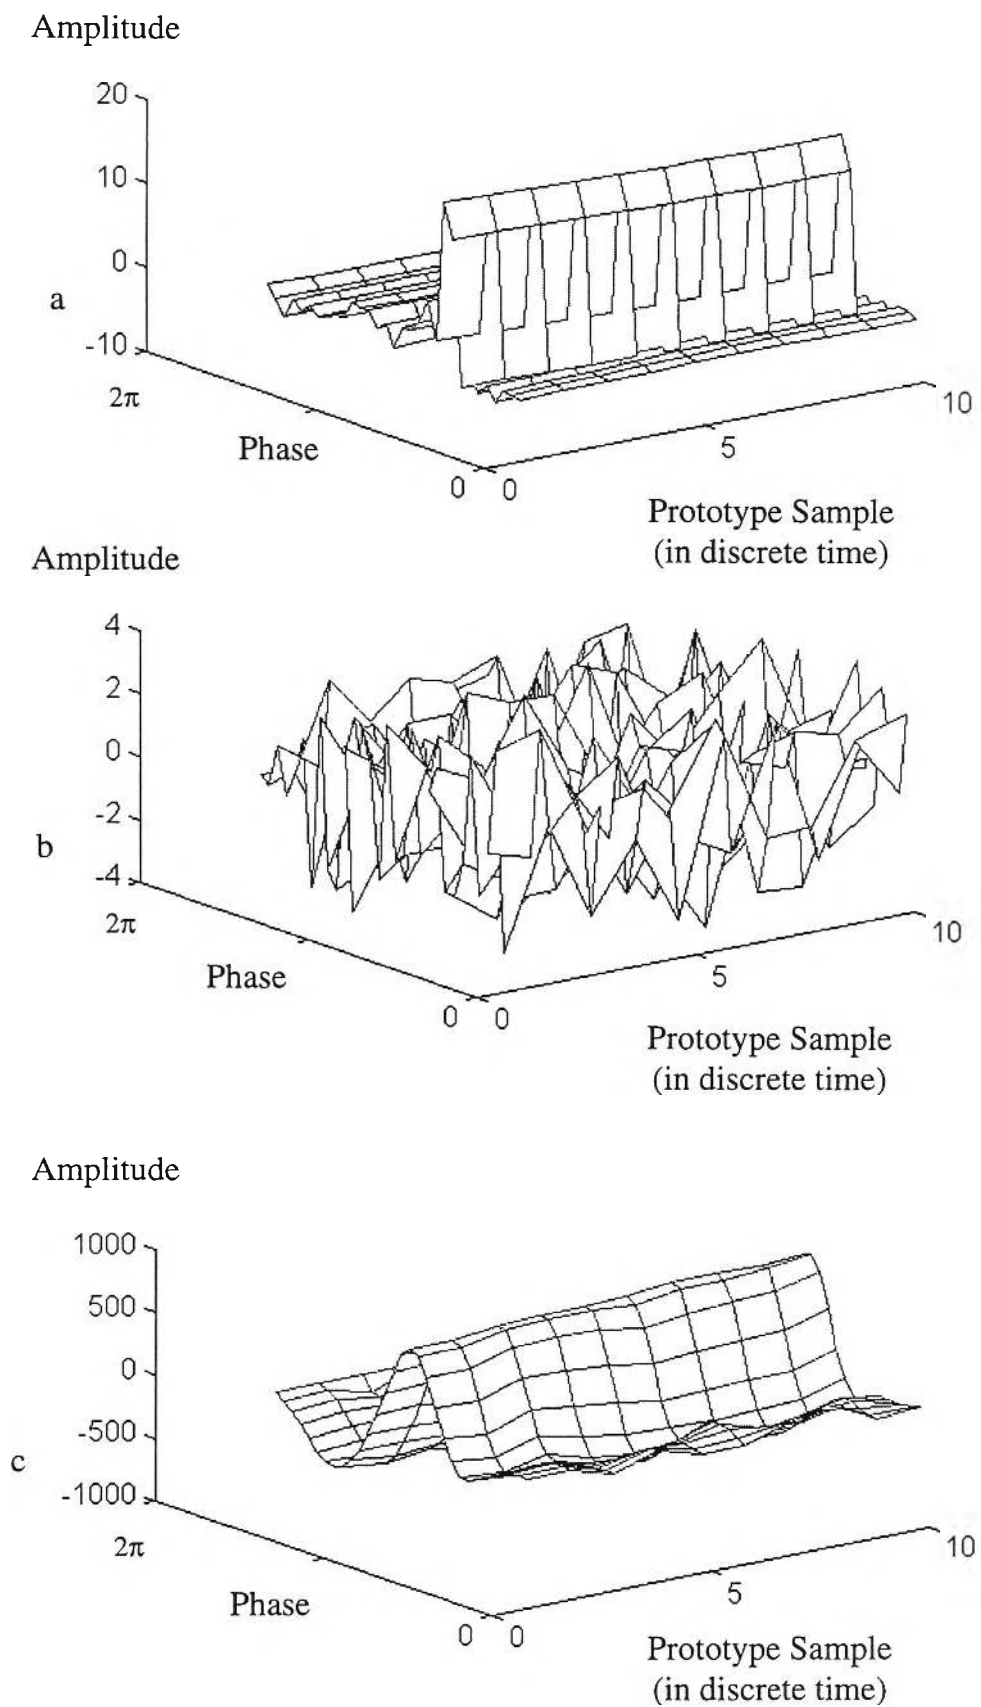 Amplitude
20
10
0
a
-10
2π
10
Phase
5
0 0
Prototype Sample
(in discrete time)
Amplitude
4
2
0
-2
b
-4
2π
10
Phase
5
0 0
Prototype Sample
(in discrete time)
Amplitude
1000
500
0
-500
c
-1000
2π
10
Phase
5
0 0
Prototype Sample
(in discrete time)